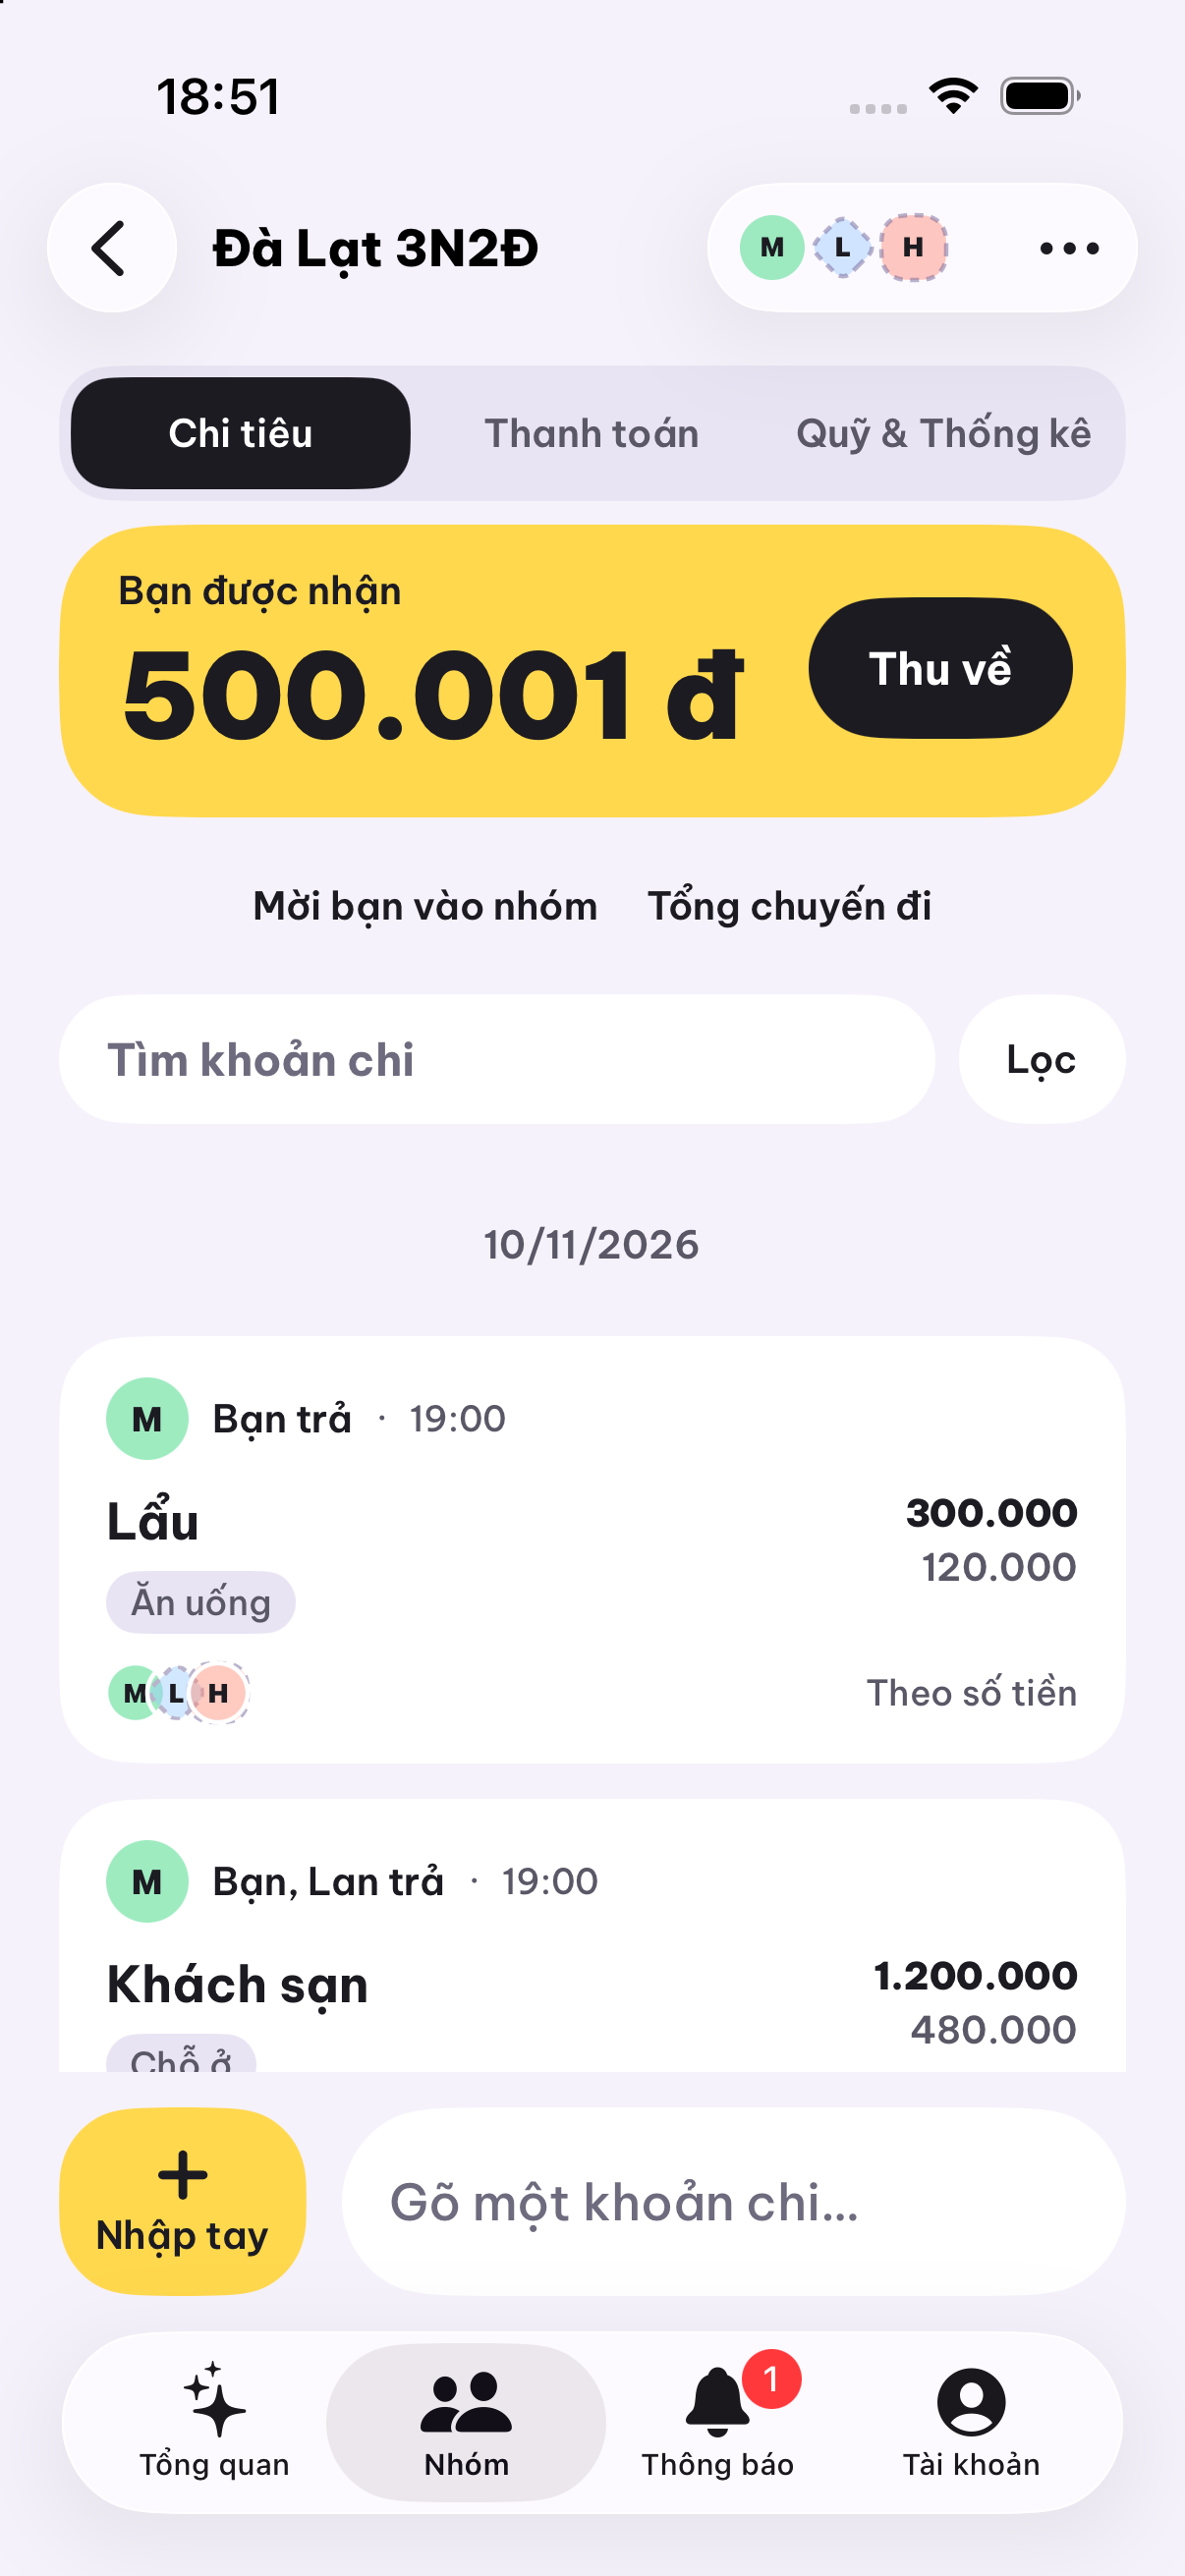 18:51
Đà Lạt 3N2Đ
M L H
Chi tiêu Thanh toán Quỹ & Thống kê
Bạn được nhận
500.001 đ
Thu về
Mời bạn vào nhóm Tổng chuyến đi
Tìm khoản chi
Lọc
10/11/2026
M Bạn trả · 19:00
Lẩu
300.000
120.000
Ăn uống
M L H
Theo số tiền
M Bạn, Lan trả · 19:00
Khách sạn
1.200.000
480.000
Chỗ ở
Nhập tay
Gõ một khoản chi...
1
Tổng quan Nhóm Thông báo Tài khoản